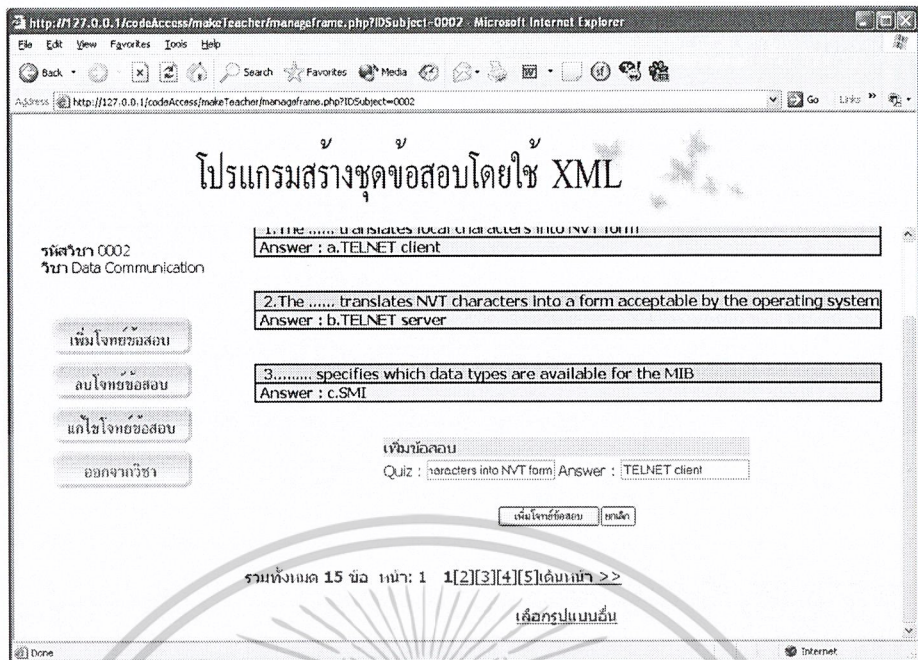 http://127.0.0.1/codeAccess/makeTeacher/manageframe.php?IDSubject=0002 - Microsoft Internet Explorer
File Edit View Favorites Tools Help
Back Search Favorites Media
Address http://127.0.0.1/codeAccess/makeTeacher/manageframe.php?IDSubject=0002 Go Links »
โปรแกรมสร้างชุดข้อสอบโดยใช้ XML
รหัสวิชา 0002
วิชา Data Communication
เพิ่มโจทย์ข้อสอบ
ลบโจทย์ข้อสอบ
แก้ไขโจทย์ข้อสอบ
ออกจากวิชา
1.The ...... translates local characters into NVT form
Answer : a.TELNET client
2.The ...... translates NVT characters into a form acceptable by the operating system
Answer : b.TELNET server
3......... specifies which data types are available for the MIB
Answer : c.SMI
เพิ่มข้อสอบ
Quiz : haracters into NVT form Answer : TELNET client
เพิ่มโจทย์ข้อสอบ ยกเลิก
รวมทั้งหมด 15 ข้อ หน้า: 1 1[2][3][4][5]เดินหน้า >>
เลือกรูปแบบอื่น
Done Internet